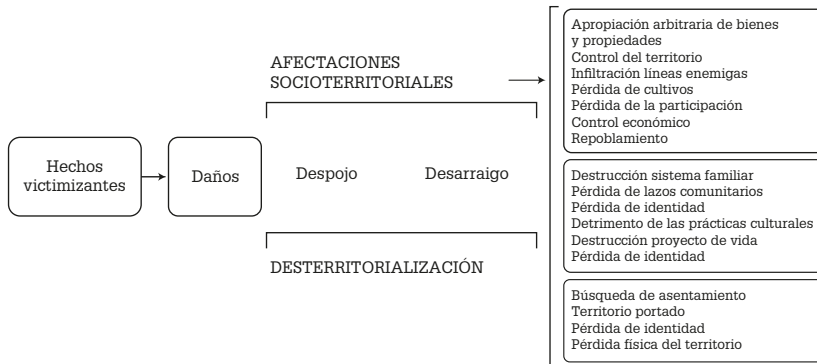 Hechos
victimizantes
Daños
AFECTACIONES
SOCIOTERRITORIALES
Despojo
Desarraigo
DESTERRITORIALIZACIÓN
Apropiación arbitraria de bienes
y propiedades
Control del territorio
Infiltración líneas enemigas
Pérdida de cultivos
Pérdida de la participación
Control económico
Repoblamiento
Destrucción sistema familiar
Pérdida de lazos comunitarios
Pérdida de identidad
Detrimento de las prácticas culturales
Destrucción proyecto de vida
Pérdida de identidad
Búsqueda de asentamiento
Territorio portado
Pérdida de identidad
Pérdida física del territorio